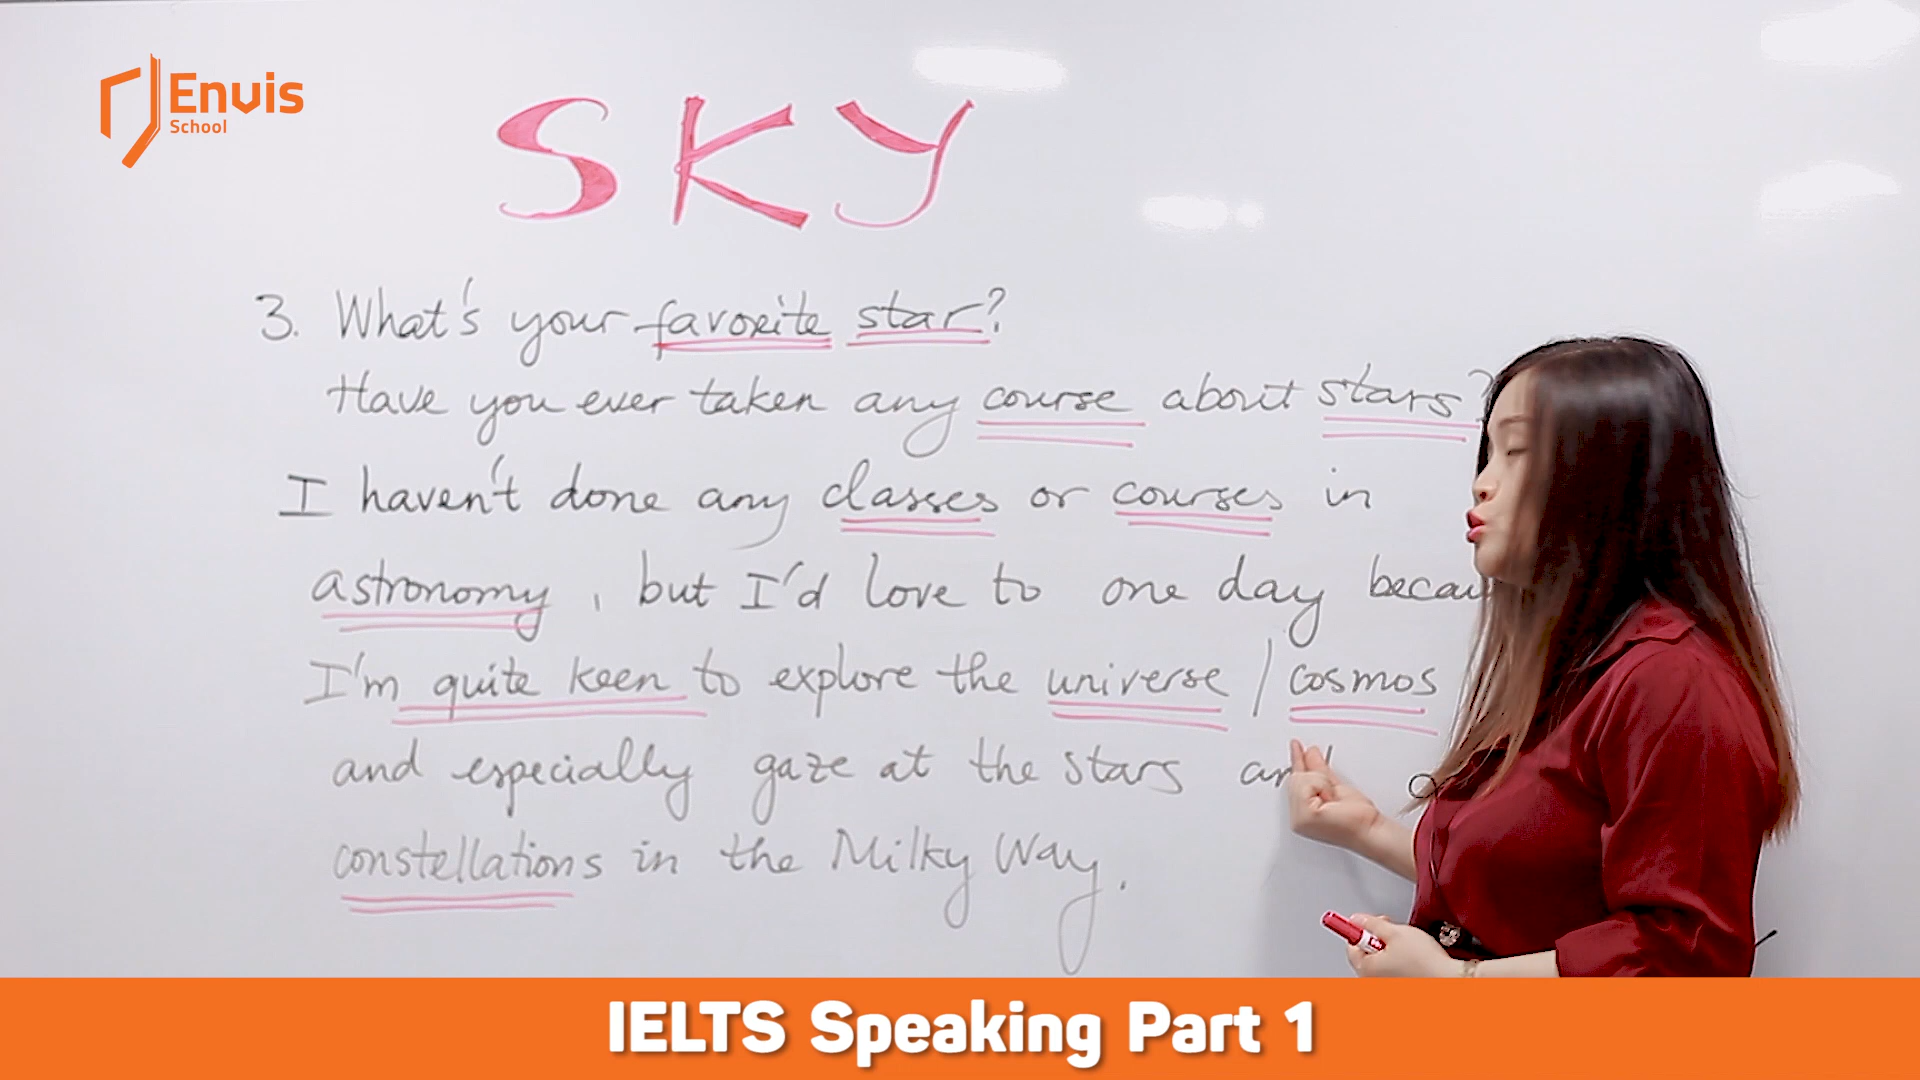 Envis
School
SKY
3. What's your favorite star?
Have you ever taken any course about stars?
I haven't done any classes or courses in
astronomy, but I'd love to one day
I'm quite keen to explore the universe / cosmos
and especially gaze at the stars and
constellations in the Milky Way.
IELTS Speaking Part 1